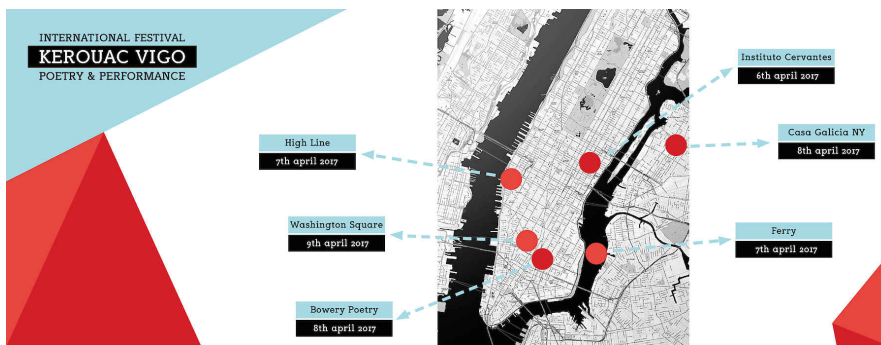 INTERNATIONAL FESTIVAL
KEROUAC VIGO
POETRY & PERFORMANCE
High Line
7th april 2017
Washington Square
9th april 2017
Bowery Poetry
8th april 2017
Instituto Cervantes
6th april 2017
Casa Galicia NY
8th april 2017
Ferry
7th april 2017